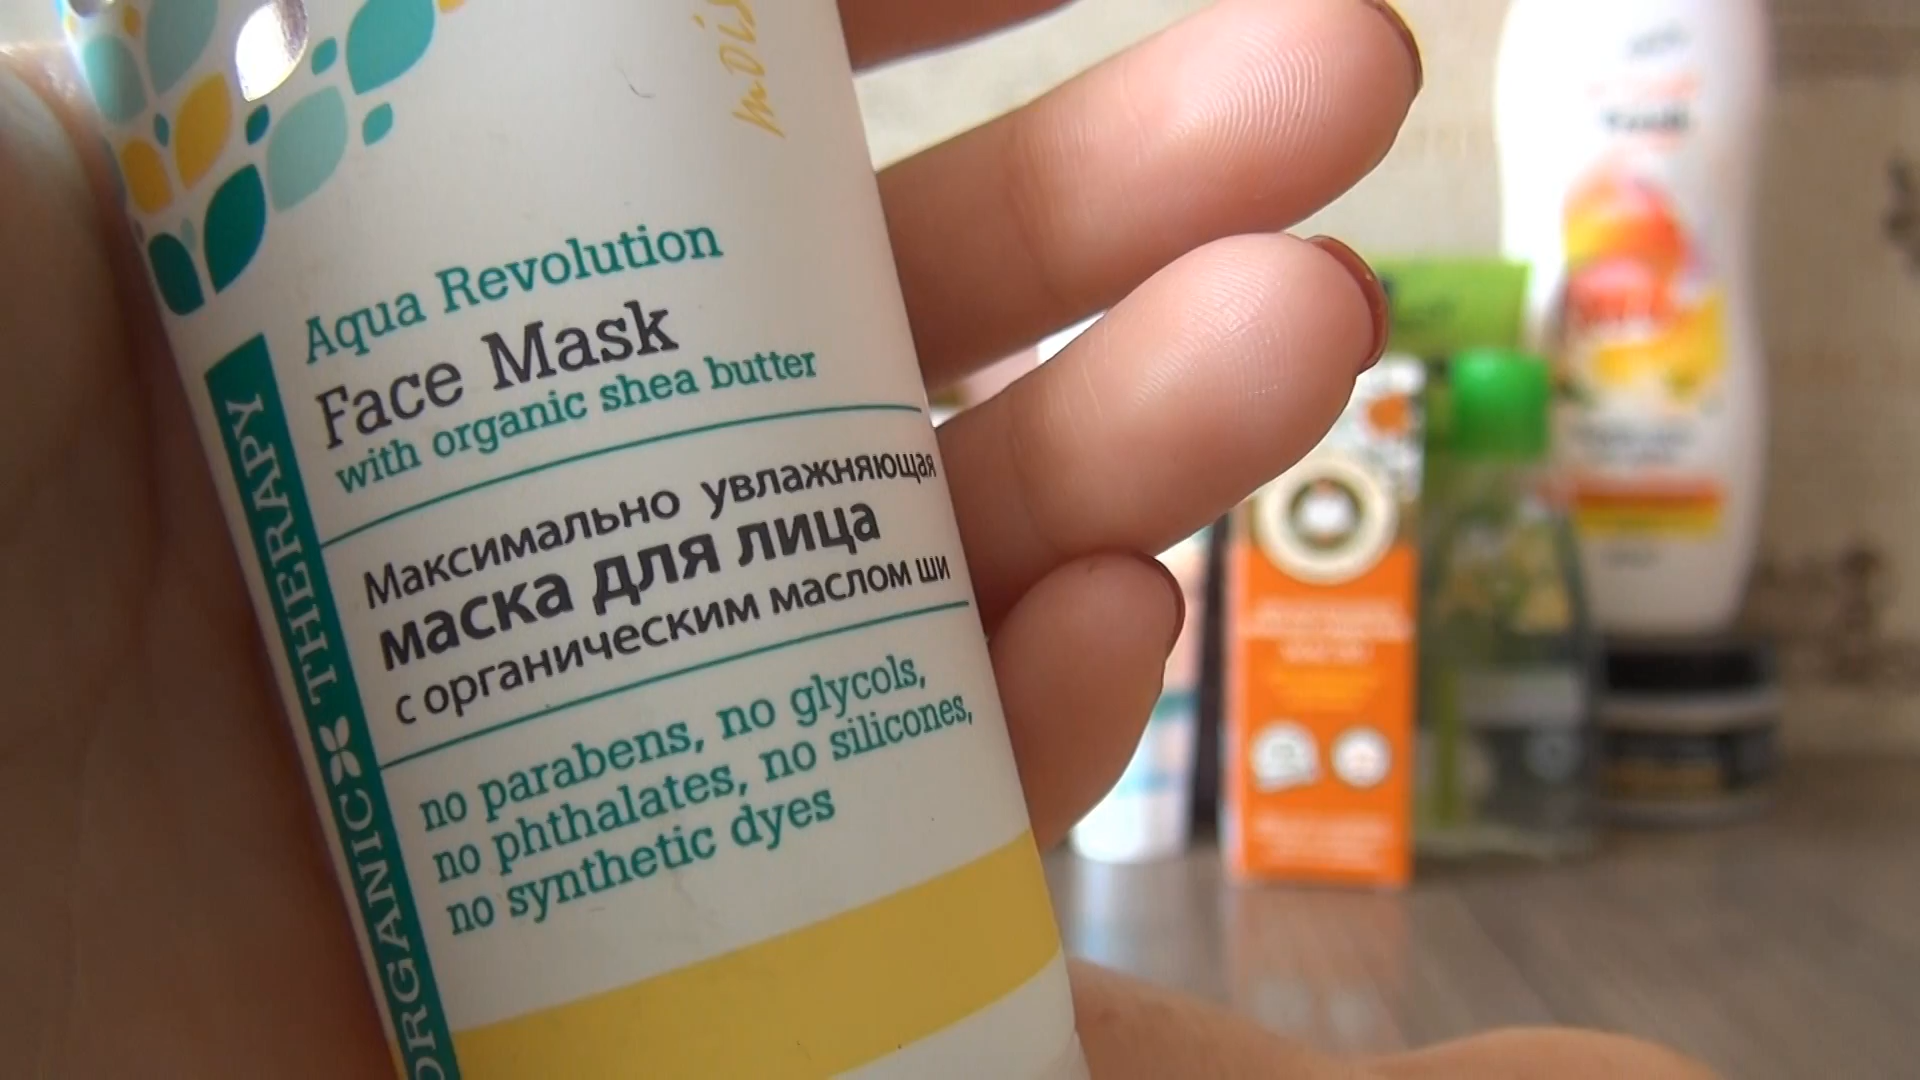 Aqua Revolution
Face Mask
with organic shea butter
Максимально увлажняющая
маска для лица
с органическим маслом ши
no parabens, no glycols,
no phthalates, no silicones,
no synthetic dyes
ORGANIC THERAPY